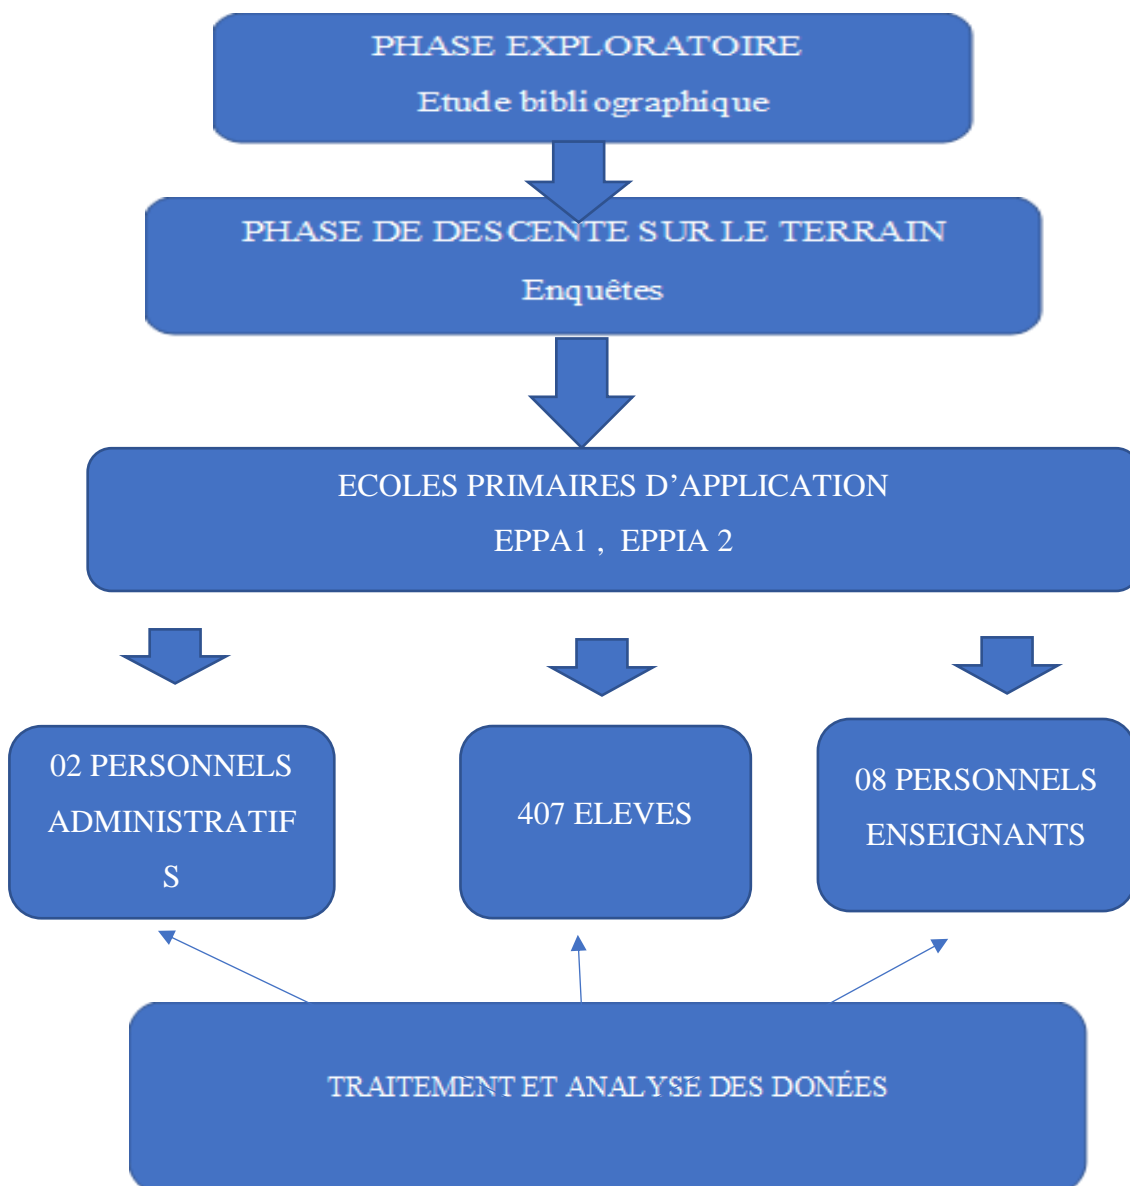 PHASE EXPLORATOIRE
Etude bibliographique
PHASE DE DESCENTE SUR LE TERRAIN
Enquêtes
ECOLES PRIMAIRES D’APPLICATION
EPPA1 , EPPIA 2
02 PERSONNELS
ADMINISTRATIF
S
407 ELEVES
08 PERSONNELS
ENSEIGNANTS
TRAITEMENT ET ANALYSE DES DONÉES